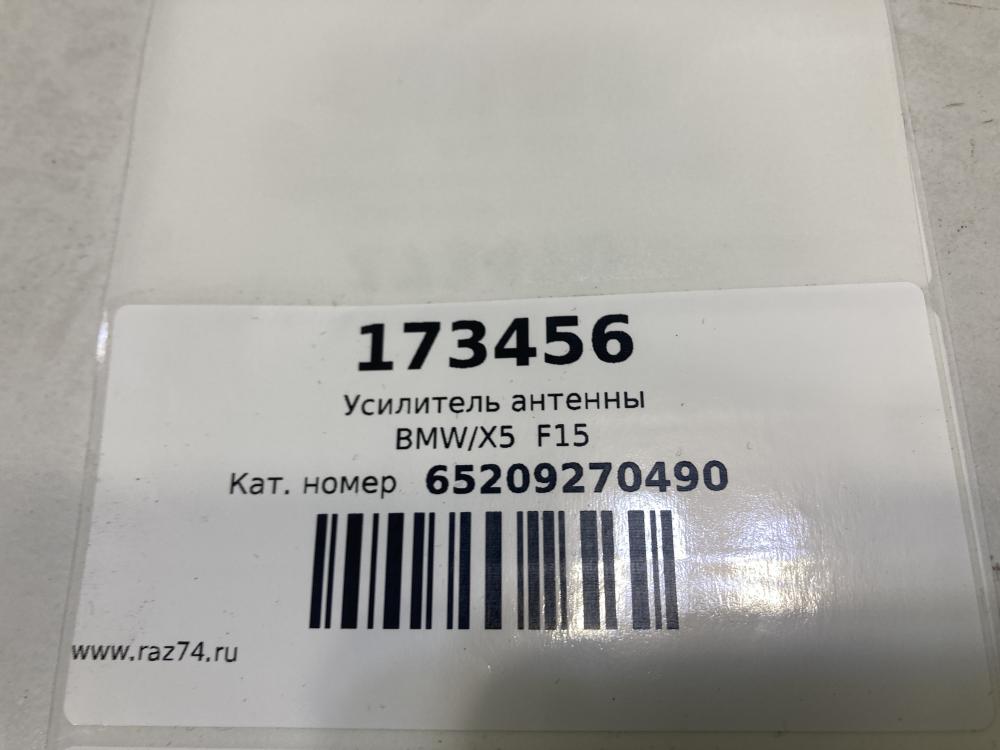 173456
Усилитель антенны
BMW/X5 F15
Кат. номер 65209270490
www.raz74.ru